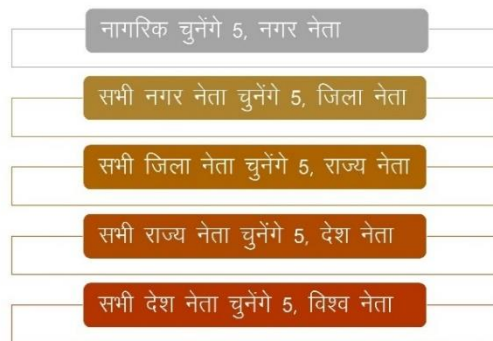 नागरिक चुनेंगे 5, नगर नेता
सभी नगर नेता चुनेंगे 5, जिला नेता
सभी जिला नेता चुनेंगे 5, राज्य नेता
सभी राज्य नेता चुनेंगे 5, देश नेता
सभी देश नेता चुनेंगे 5, विश्व नेता